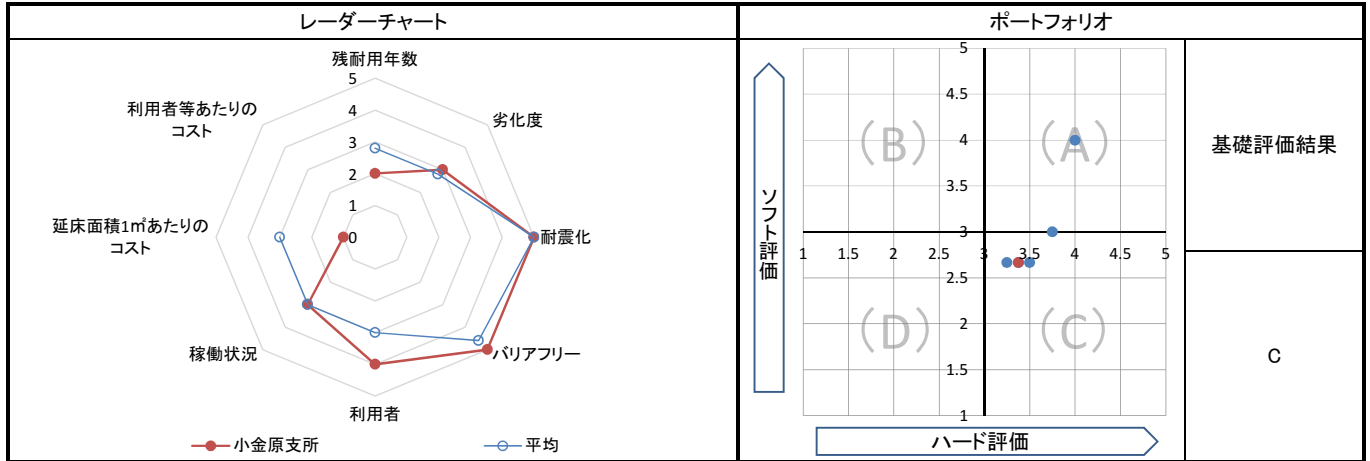 レーダーチャート
残耐用年数
5
4
3
2
1
0
劣化度
耐震化
バリアフリー
利用者
稼働状況
延床面積1㎡あたりの
コスト
利用者等あたりの
コスト
小金原支所
平均
ポートフォリオ
5
4.5
4
3.5
3
2.5
2
1.5
1
1 1.5 2 2.5 3 3.5 4 4.5 5
(B)
(A)
(D)
(C)
ソフト評価
ハード評価
基礎評価結果
C